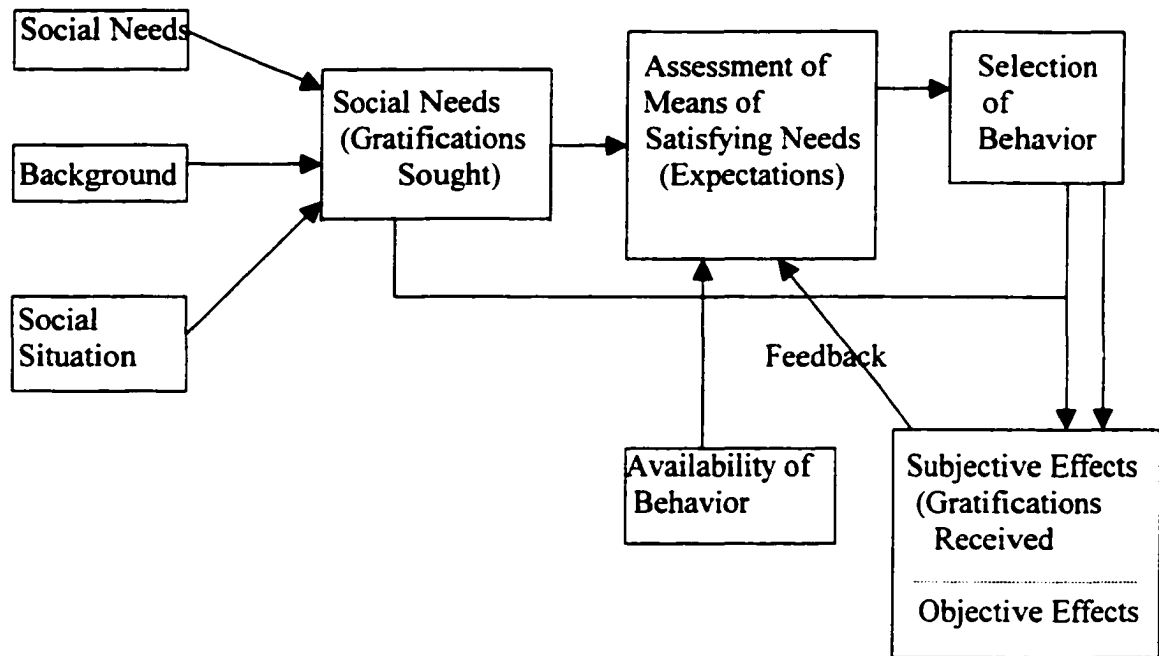 Social Needs
Background
Social
Situation
Social Needs
(Gratifications
Sought)
Assessment of
Means of
Satisfying Needs
(Expectations)
Selection
of
Behavior
Feedback
Availability of
Behavior
Subjective Effects
(Gratifications
Received
Objective Effects